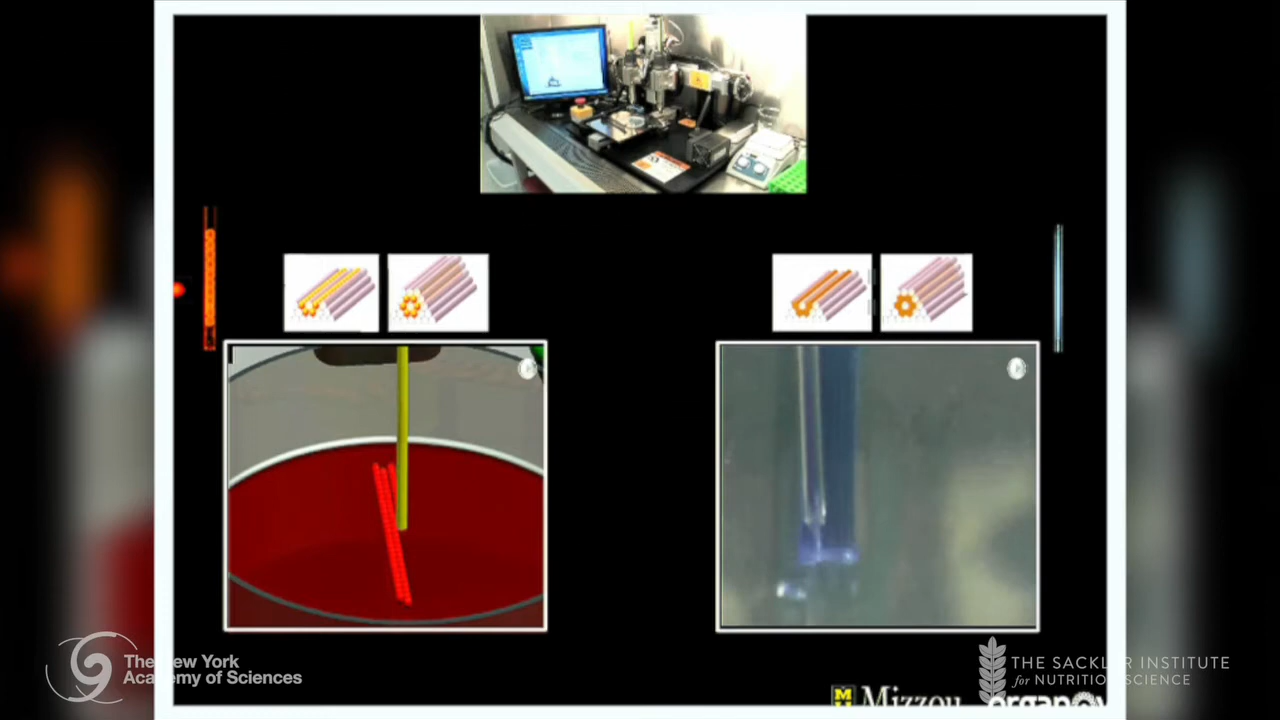 The New York
Academy of Sciences
THE SACKLER INSTITUTE
for NUTRITION SCIENCE
Mizzou